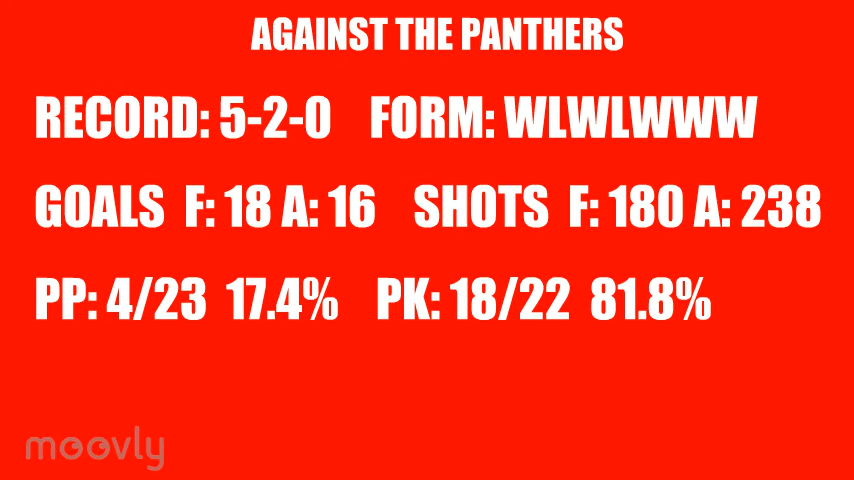 AGAINST THE PANTHERS
RECORD: 5-2-0 FORM: WLWLWWW
GOALS F: 18 A: 16 SHOTS F: 180 A: 238
PP: 4/23 17.4% PK: 18/22 81.8%
moovly